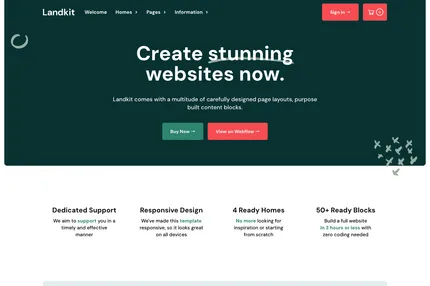 Landkit Welcome Homes Pages Information Sign In → 0
Create stunning
websites now.
Landkit comes with a multitude of carefully designed page layouts, purpose
built content blocks.
Buy Now → View on Webflow →
Dedicated Support
We aim to support you in a
timely and effective
manner
Responsive Design
We've made this template
responsive, so it looks great
on all devices
4 Ready Homes
No more looking for
inspiration or starting
from scratch
50+ Ready Blocks
Build a full website
in 3 hours or less with
zero coding needed